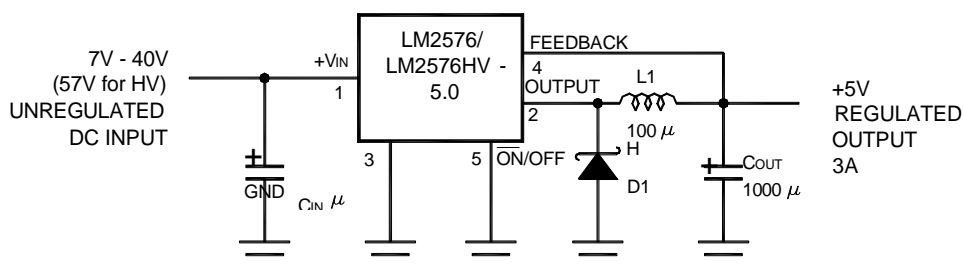 LM2576/
LM2576HV -
5.0
7V - 40V
(57V for HV)
UNREGULATED
DC INPUT
+VIN
1
FEEDBACK
4
OUTPUT
2
L1
100 μ
H
+5V
REGULATED
OUTPUT
3A
3
5
ON/OFF
D1
+
GND
CIN μ
+
COUT
1000 μ